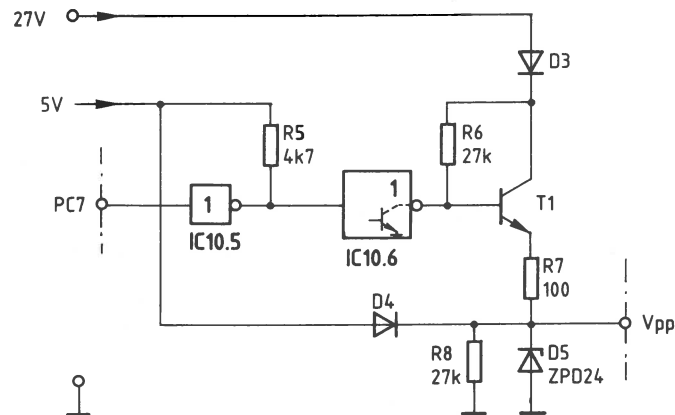 27V
D3
5V
R5
4k7
R6
27k
PC7
1
1
T1
IC10.5
IC10.6
R7
100
D4
Vpp
R8
27k
D5
ZPD24